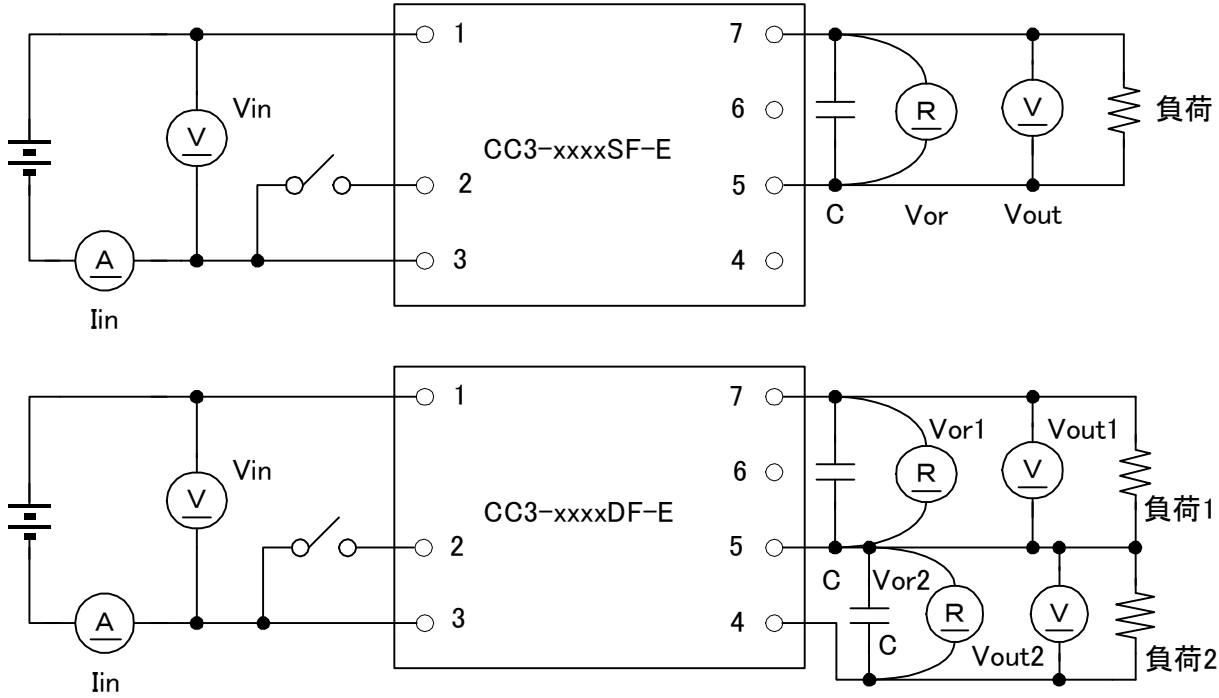 1
7
Vin
V
6
R
V
負荷
CC3-xxxxSF-E
2
5
C
Vor
Vout
A
3
4
Iin
1
7
Vor1
Vout1
Vin
V
6
R
V
CC3-xxxxDF-E
負荷1
2
5
C
Vor2
A
3
4
R
V
C
Vout2
負荷2
Iin